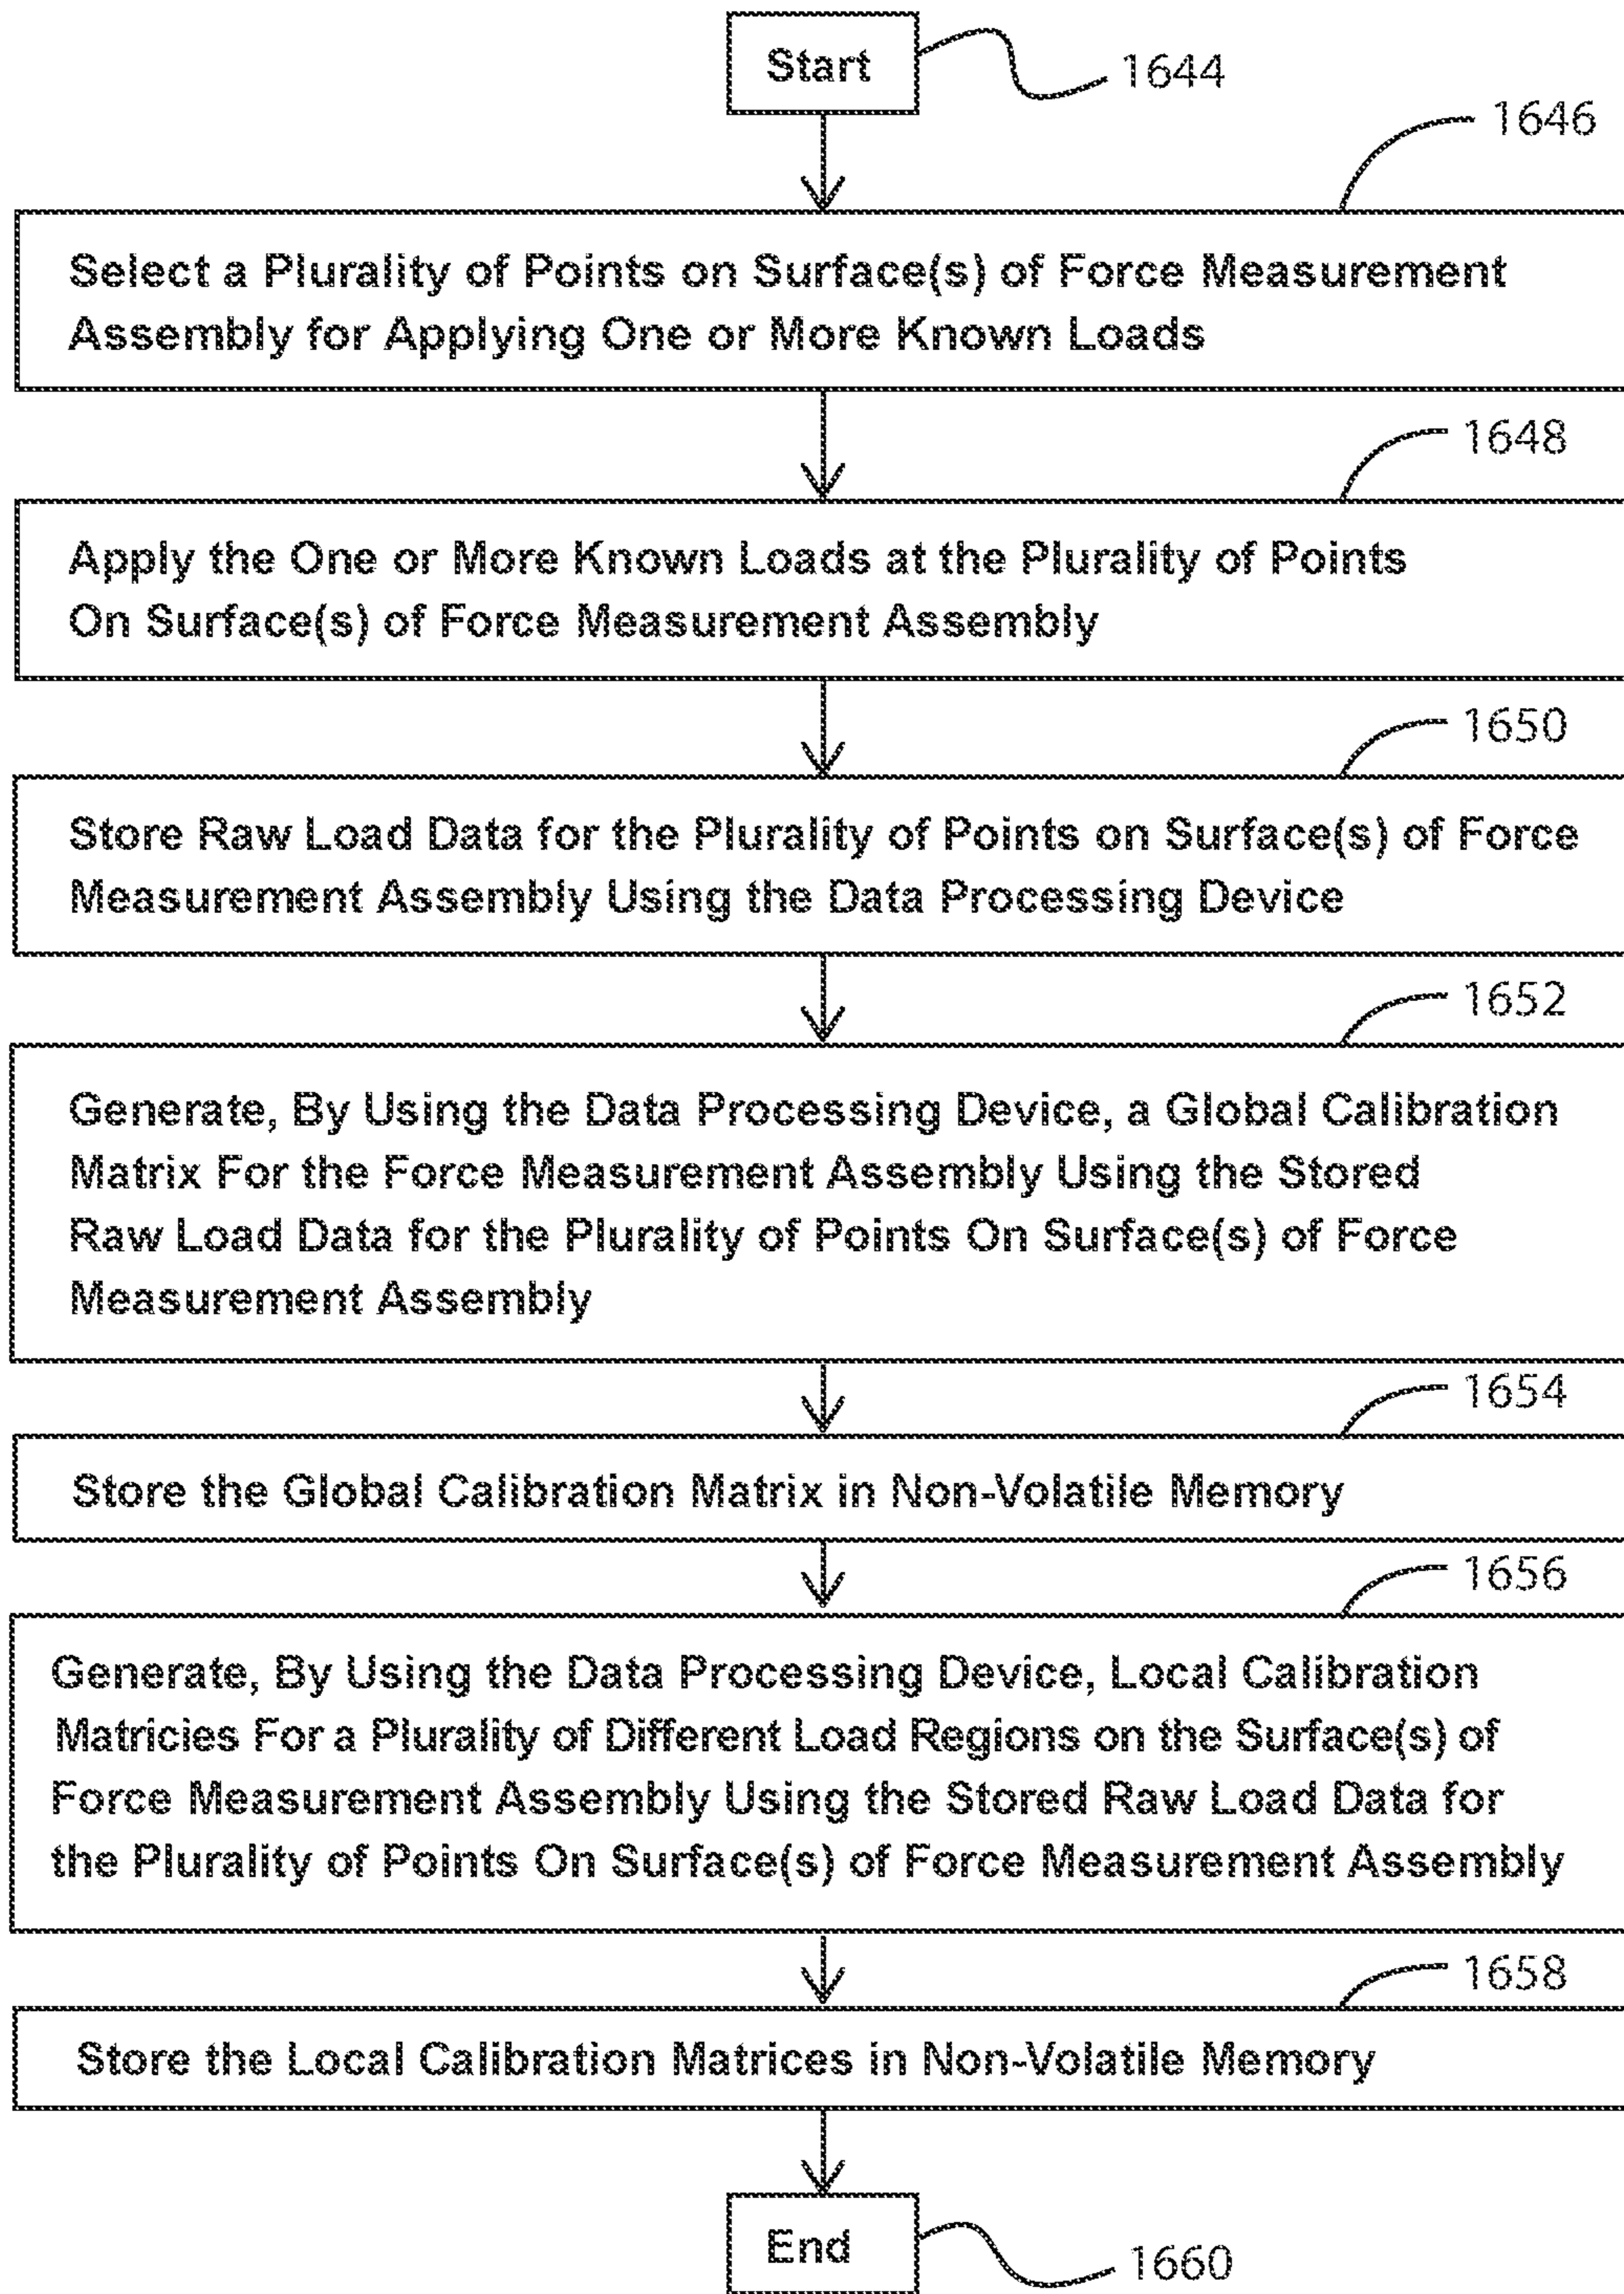 Start
1644
1646
Select a Plurality of Points on Surface(s) of Force Measurement
Assembly for Applying One or More Known Loads
1648
Apply the One or More Known Loads at the Plurality of Points
On Surface(s) of Force Measurement Assembly
1650
Store Raw Load Data for the Plurality of Points on Surface(s) of Force
Measurement Assembly Using the Data Processing Device
1652
Generate, By Using the Data Processing Device, a Global Calibration
Matrix For the Force Measurement Assembly Using the Stored
Raw Load Data for the Plurality of Points On Surface(s) of Force
Measurement Assembly
1654
Store the Global Calibration Matrix in Non-Volatile Memory
1656
Generate, By Using the Data Processing Device, Local Calibration
Matricies For a Plurality of Different Load Regions on the Surface(s) of
Force Measurement Assembly Using the Stored Raw Load Data for
the Plurality of Points On Surface(s) of Force Measurement Assembly
1658
Store the Local Calibration Matrices in Non-Volatile Memory
End
1660